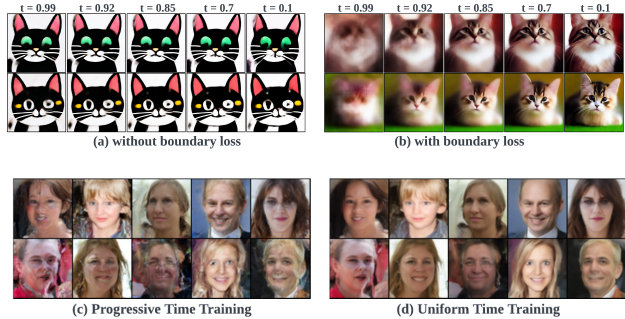 t = 0.99 t = 0.92 t = 0.85 t = 0.7 t = 0.1 t = 0.99 t = 0.92 t = 0.85 t = 0.7 t = 0.1
(a) without boundary loss (b) with boundary loss
(c) Progressive Time Training (d) Uniform Time Training